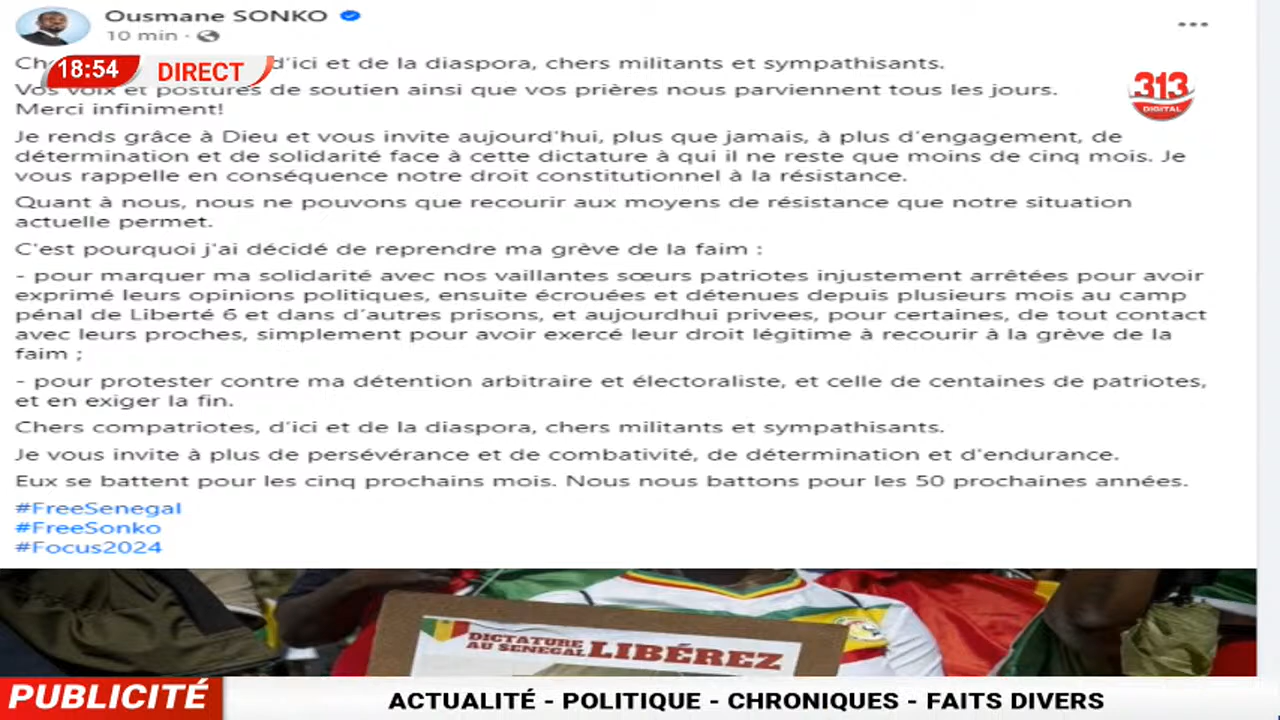 Ousmane SONKO
10 min ·
18:54 DIRECT
d'ici et de la diaspora, chers militants et sympathisants.
Vos voix et postures de soutien ainsi que vos prières nous parviennent tous les jours.
Merci infiniment!
313
DIGITAL
Je rends grâce à Dieu et vous invite aujourd'hui, plus que jamais, à plus d'engagement, de
détermination et de solidarité face à cette dictature à qui il ne reste que moins de cinq mois. Je
vous rappelle en conséquence notre droit constitutionnel à la résistance.
Quant à nous, nous ne pouvons que recourir aux moyens de résistance que notre situation
actuelle permet.
C'est pourquoi j'ai décidé de reprendre ma grève de la faim :
- pour marquer ma solidarité avec nos vaillantes sœurs patriotes injustement arrêtées pour avoir
exprimé leurs opinions politiques, ensuite écrouées et détenues depuis plusieurs mois au camp
pénal de Liberté 6 et dans d'autres prisons, et aujourdhui privees, pour certaines, de tout contact
avec leurs proches, simplement pour avoir exercé leur droit légitime à recourir à la grève de la
faim ;
- pour protester contre ma détention arbitraire et électoraliste, et celle de centaines de patriotes,
et en exiger la fin.
Chers compatriotes, d'ici et de la diaspora, chers militants et sympathisants.
Je vous invite à plus de persévérance et de combativité, de détermination et d'endurance.
Eux se battent pour les cinq prochains mois. Nous nous battons pour les 50 prochaines années.
#FreeSenegal
#FreeSonko
#Focus2024
DICTATURE
AU SENEGAL LIBÉREZ
PUBLICITÉ ACTUALITÉ - POLITIQUE - CHRONIQUES - FAITS DIVERS